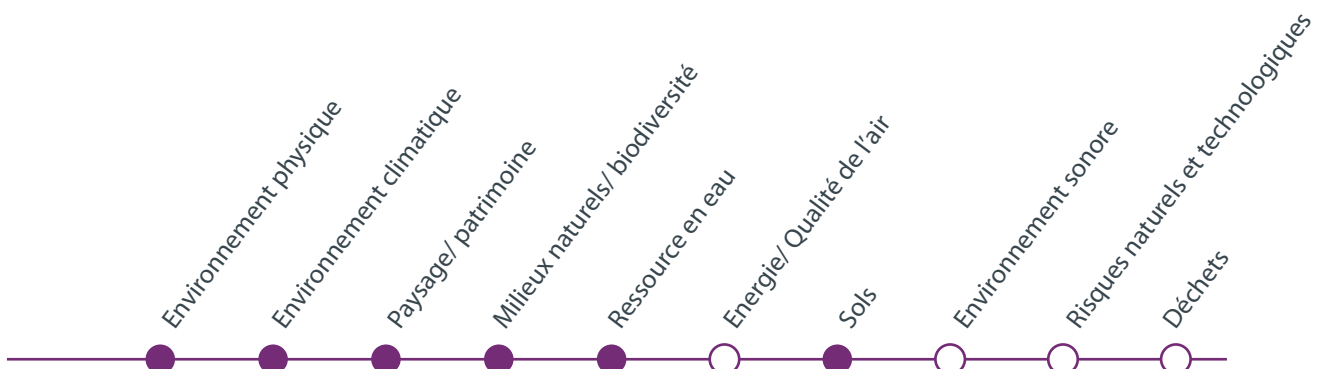 Environnement physique
Environnement climatique
Paysage/ patrimoine
Milieux naturels/ biodiversité
Ressource en eau
Energie/ Qualité de l'air
Sols
Environnement sonore
Risques naturels et technologiques
Déchets